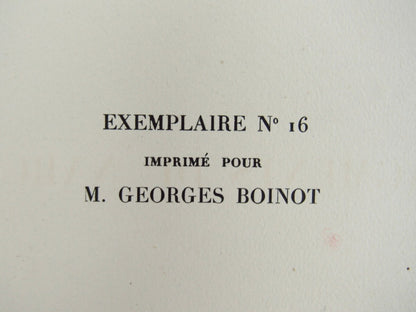 EXEMPLAIRE Nº 16
IMPRIMÉ POUR
M. GEORGES BOINOT